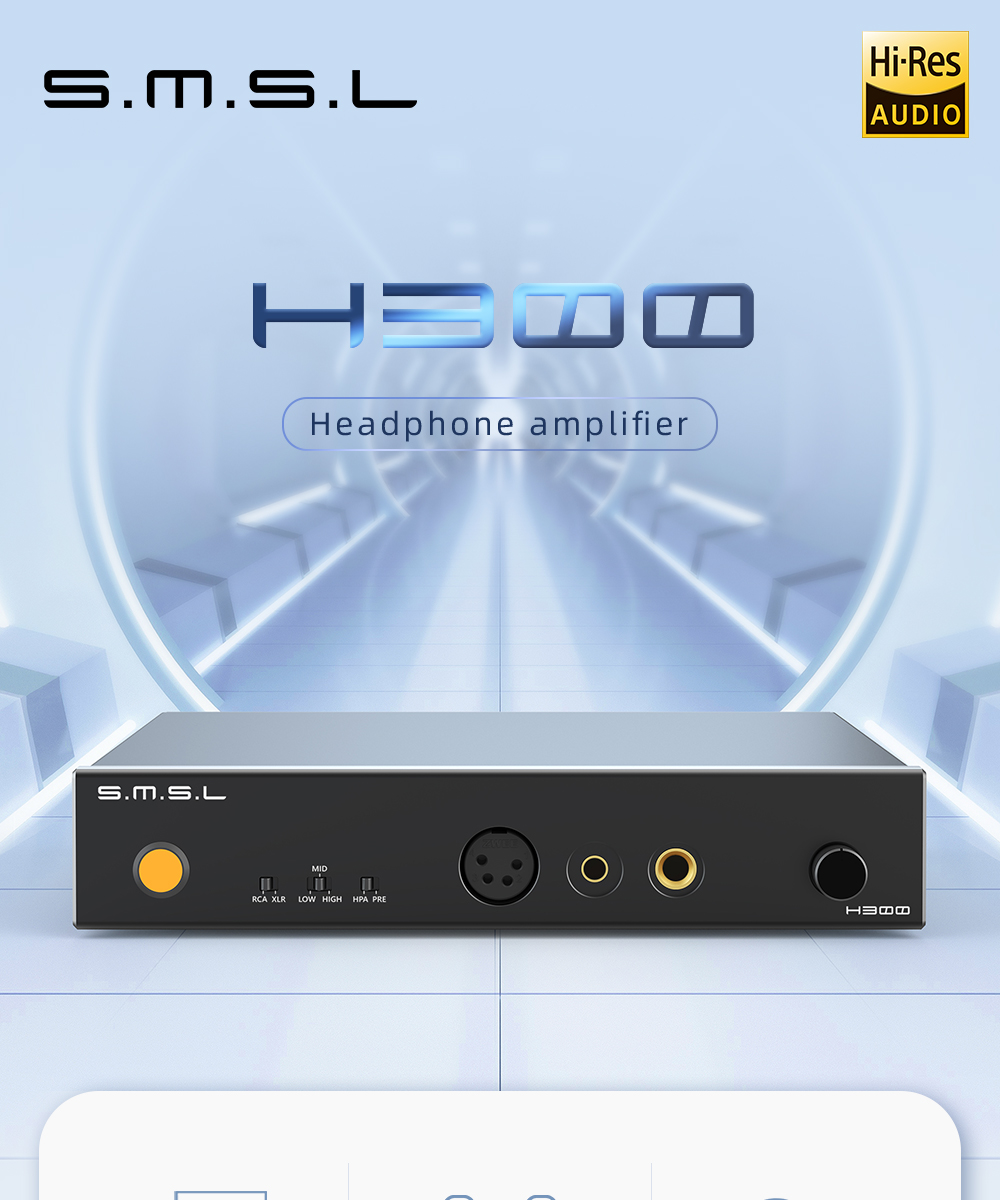 S.M.S.L
Hi-Res
AUDIO
H300
Headphone amplifier
S.M.S.L
MID
RCA XLR
LOW HIGH
HPA PRE
H300